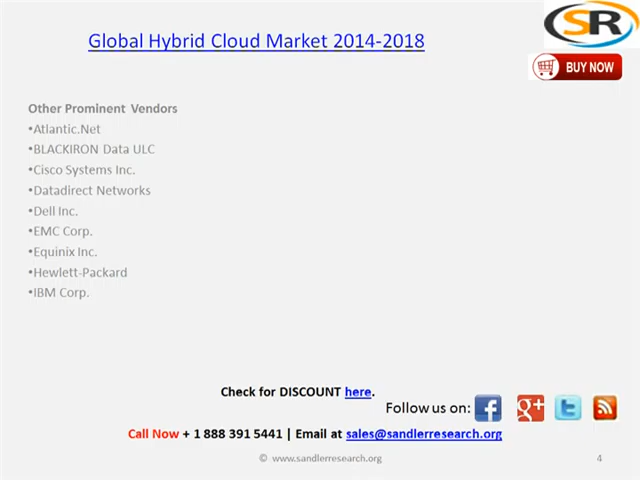 Global Hybrid Cloud Market 2014-2018
SR
BUY NOW
Other Prominent Vendors
•Atlantic.Net
•BLACKIRON Data ULC
•Cisco Systems Inc.
•Datadirect Networks
•Dell Inc.
•EMC Corp.
•Equinix Inc.
•Hewlett-Packard
•IBM Corp.
Check for DISCOUNT here.
Follow us on: f g+ t
Call Now + 1 888 391 5441 | Email at sales@sandlerresearch.org
© www.sandlerresearch.org 4